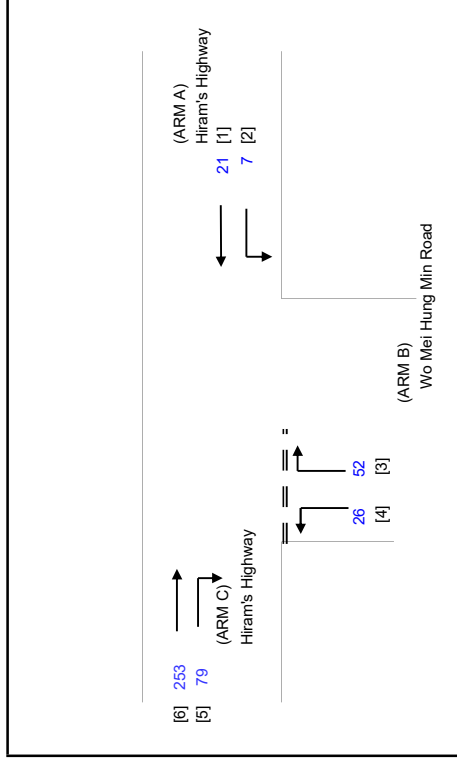 (ARM A)
Hiram's Highway
21 [1]
7 [2]
[6] 253
[5] 79
(ARM C)
Hiram's Highway
26 52
[4] [3]
(ARM B)
Wo Mei Hung Min Road